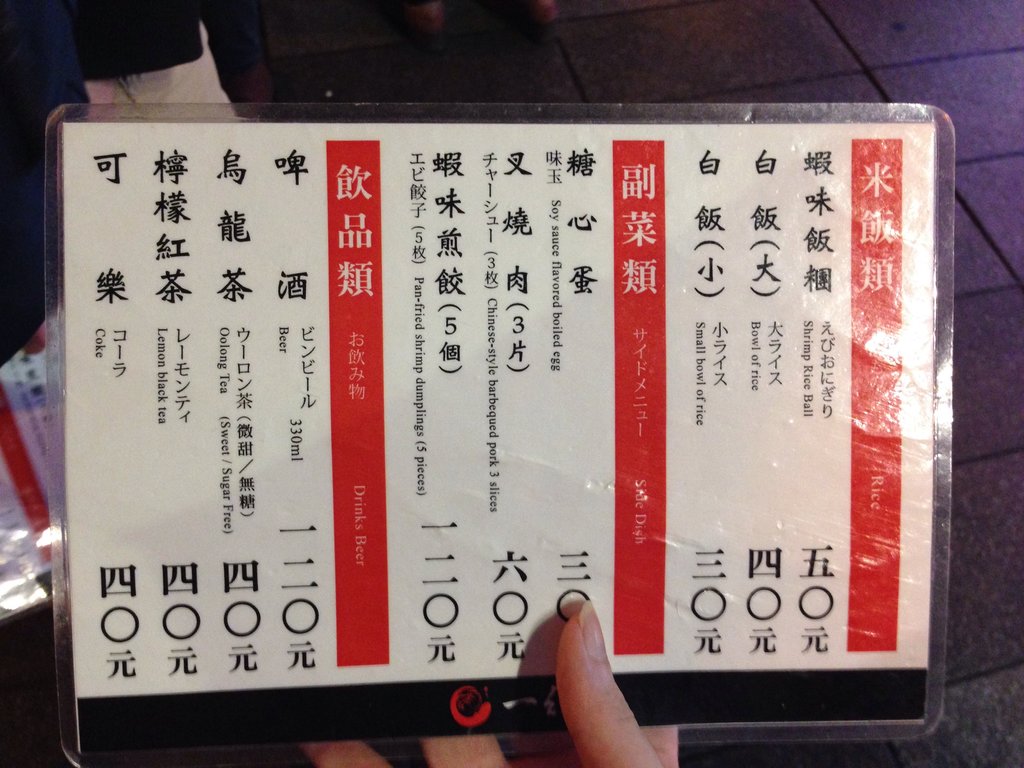 米飯類 Rice
蝦味飯糰 えびおにぎり 五〇元
Shrimp Rice Ball
白飯(大) 大ライス 四〇元
Bowl of rice
白飯(小) 小ライス 三〇元
Small bowl of rice
副菜類 サイドメニュー Side Dish
糖心蛋 三〇
味玉 Soy sauce flavored boiled egg
叉燒肉(3片) 六〇元
チャーシュー(3枚) Chinese-style barbequed pork 3 slices
蝦味煎餃(5個) 一二〇元
エビ餃子(5枚) Pan-fried shrimp dumplings (5 pieces)
飲品類 お飲み物 Drinks Beer
啤酒 ビンビール 330ml 一二〇元
Beer
烏龍茶 ウーロン茶(微甜/無糖) 四〇元
Oolong Tea (Sweet / Sugar Free)
檸檬紅茶 レーモンティ 四〇元
Lemon black tea
可樂 コーラ 四〇元
Coke
一